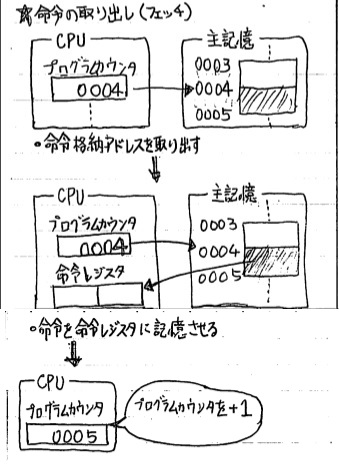 ☆命令の取り出し(フェッチ)
CPU
主記憶
プログラムカウンタ
0004
0003
0004
0005
・命令格納アドレスを取り出す
CPU
主記憶
プログラムカウンタ
0004
命令レジスタ
0003
0004
0005
・命令を命令レジスタに記憶させる
CPU
プログラムカウンタ
0005
プログラムカウンタを+1